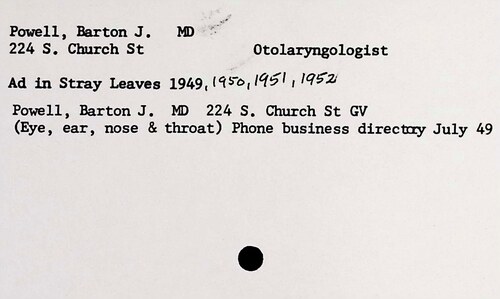 Powell, Barton J. MD
224 S. Church St Otolaryngologist
Ad in Stray Leaves 1949, 1950, 1951, 1952
Powell, Barton J. MD 224 S. Church St GV
(Eye, ear, nose & throat) Phone business directory July 49